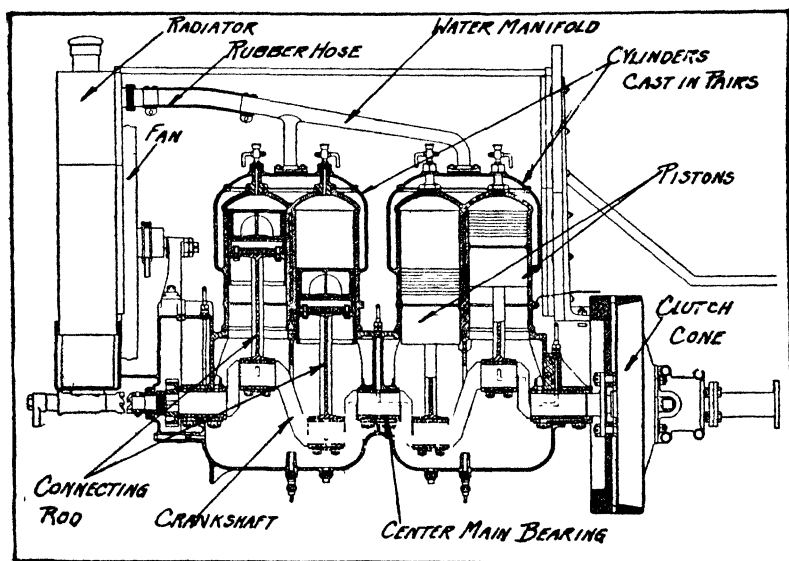 RADIATOR
RUBBER HOSE
WATER MANIFOLD
CYLINDERS
CAST IN PAIRS
FAN
PISTONS
CLUTCH
CONE
CONNECTING
ROD
CRANKSHAFT
CENTER MAIN BEARING